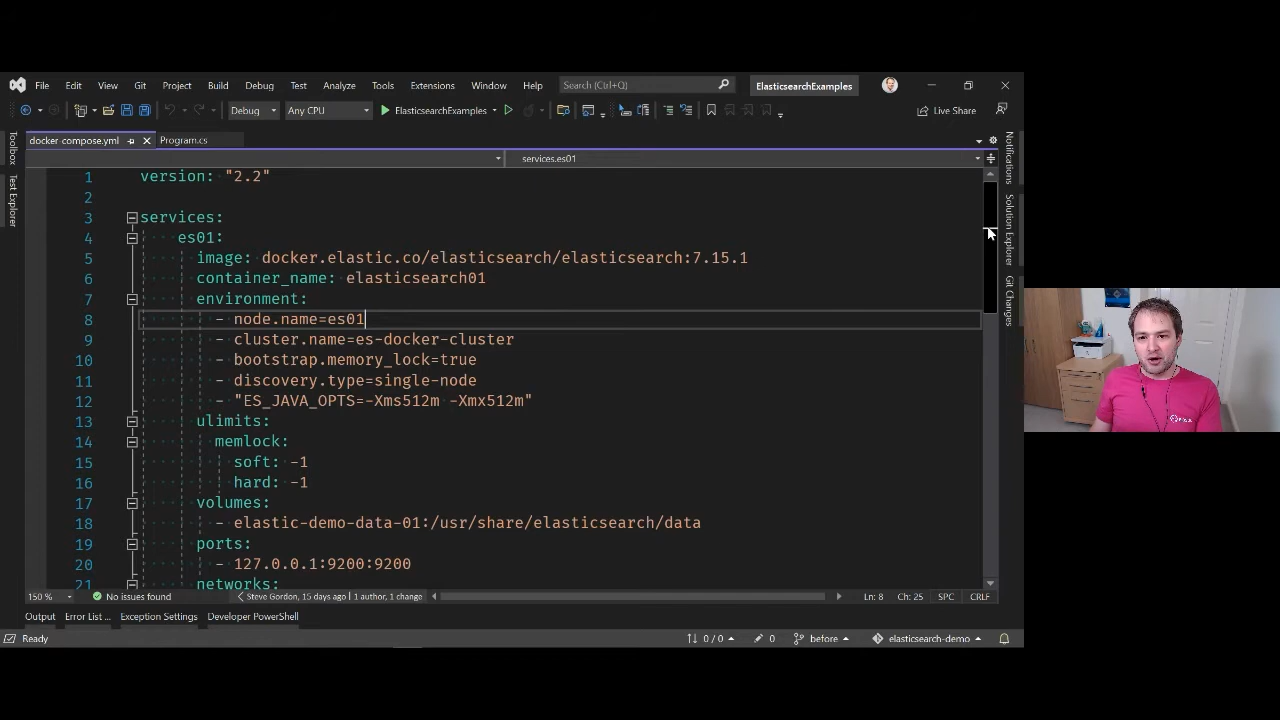 File Edit View Git Project Build Debug Test Analyze Tools Extensions Window Help Search (Ctrl+Q) ElasticsearchExamples
Debug Any CPU ElasticsearchExamples Live Share
docker-compose.yml Program.cs
services.es01
Toolbox
Test Explorer
1 version: "2.2"
2
3 services:
4 es01:
5 image: docker.elastic.co/elasticsearch/elasticsearch:7.15.1
6 container_name: elasticsearch01
7 environment:
8 - node.name=es01
9 - cluster.name=es-docker-cluster
10 - bootstrap.memory_lock=true
11 - discovery.type=single-node
12 - "ES_JAVA_OPTS=-Xms512m -Xmx512m"
13 ulimits:
14 memlock:
15 soft: -1
16 hard: -1
17 volumes:
18 - elastic-demo-data-01:/usr/share/elasticsearch/data
19 ports:
20 - 127.0.0.1:9200:9200
21 networks:
Notifications
Solution Explorer
Git Changes
150 % No issues found Steve Gordon, 15 days ago | 1 author, 1 change Ln: 8 Ch: 25 SPC CRLF
Output Error List ... Exception Settings Developer PowerShell
Ready 0 / 0 0 before elasticsearch-demo